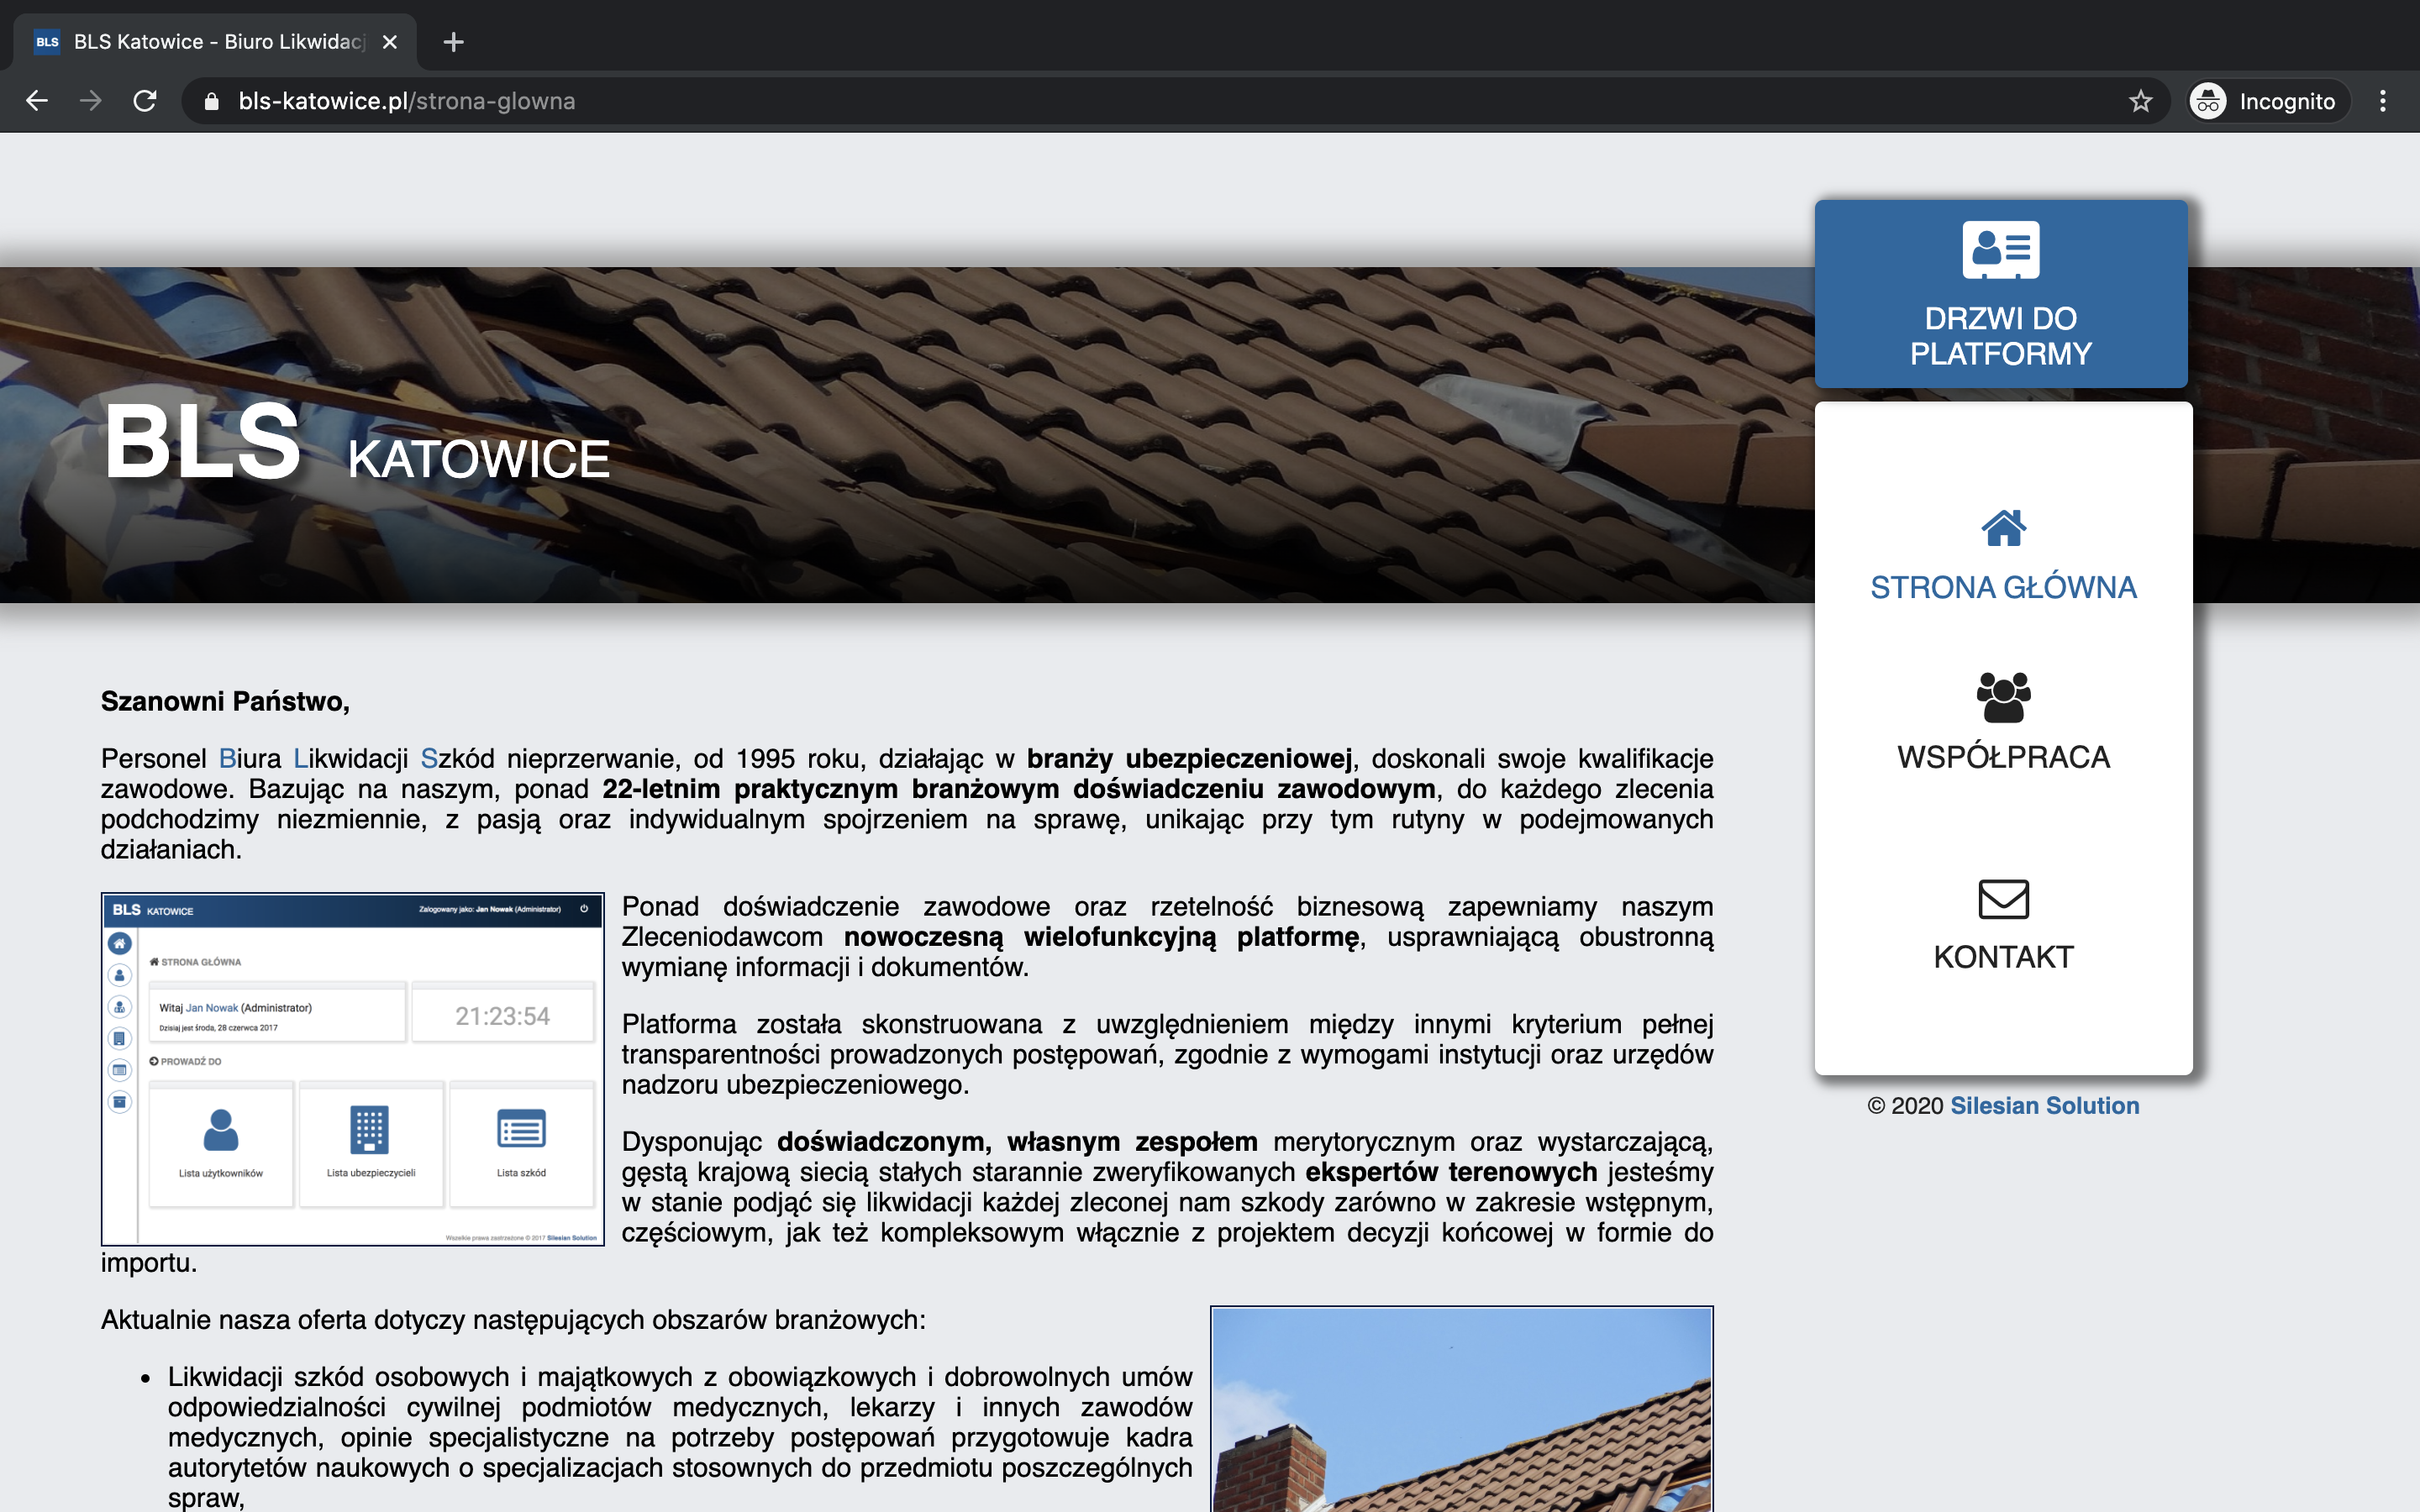 BLS BLS Katowice - Biuro Likwidacj
bls-katowice.pl/strona-glowna
Incognito
DRZWI DO
PLATFORMY
BLS KATOWICE
STRONA GŁÓWNA
WSPÓŁPRACA
KONTAKT
© 2020 Silesian Solution
Szanowni Państwo,
Personel Biura Likwidacji Szkód nieprzerwanie, od 1995 roku, działając w branży ubezpieczeniowej, doskonali swoje kwalifikacje
zawodowe. Bazując na naszym, ponad 22-letnim praktycznym branżowym doświadczeniu zawodowym, do każdego zlecenia
podchodzimy niezmiennie, z pasją oraz indywidualnym spojrzeniem na sprawę, unikając przy tym rutyny w podejmowanych
działaniach.
BLS KATOWICE
Zalogowany jako: Jan Nowak (Administrator)
STRONA GŁÓWNA
Witaj Jan Nowak (Administrator)
Dzisiaj jest środa, 28 czerwca 2017
21:23:54
PROWADŹ DO
Lista użytkowników
Lista ubezpieczycieli
Lista szkód
Wszelkie prawa zastrzeżone © 2017 Silesian Solution
Ponad doświadczenie zawodowe oraz rzetelność biznesową zapewniamy naszym
Zleceniodawcom nowoczesną wielofunkcyjną platformę, usprawniającą obustronną
wymianę informacji i dokumentów.
Platforma została skonstruowana z uwzględnieniem między innymi kryterium pełnej
transparentności prowadzonych postępowań, zgodnie z wymogami instytucji oraz urzędów
nadzoru ubezpieczeniowego.
Dysponując doświadczonym, własnym zespołem merytorycznym oraz wystarczającą,
gęstą krajową siecią stałych starannie zweryfikowanych ekspertów terenowych jesteśmy
w stanie podjąć się likwidacji każdej zleconej nam szkody zarówno w zakresie wstępnym,
częściowym, jak też kompleksowym włącznie z projektem decyzji końcowej w formie do
importu.
Aktualnie nasza oferta dotyczy następujących obszarów branżowych:
• Likwidacji szkód osobowych i majątkowych z obowiązkowych i dobrowolnych umów
odpowiedzialności cywilnej podmiotów medycznych, lekarzy i innych zawodów
medycznych, opinie specjalistyczne na potrzeby postępowań przygotowuje kadra
autorytetów naukowych o specjalizacjach stosownych do przedmiotu poszczególnych
spraw,